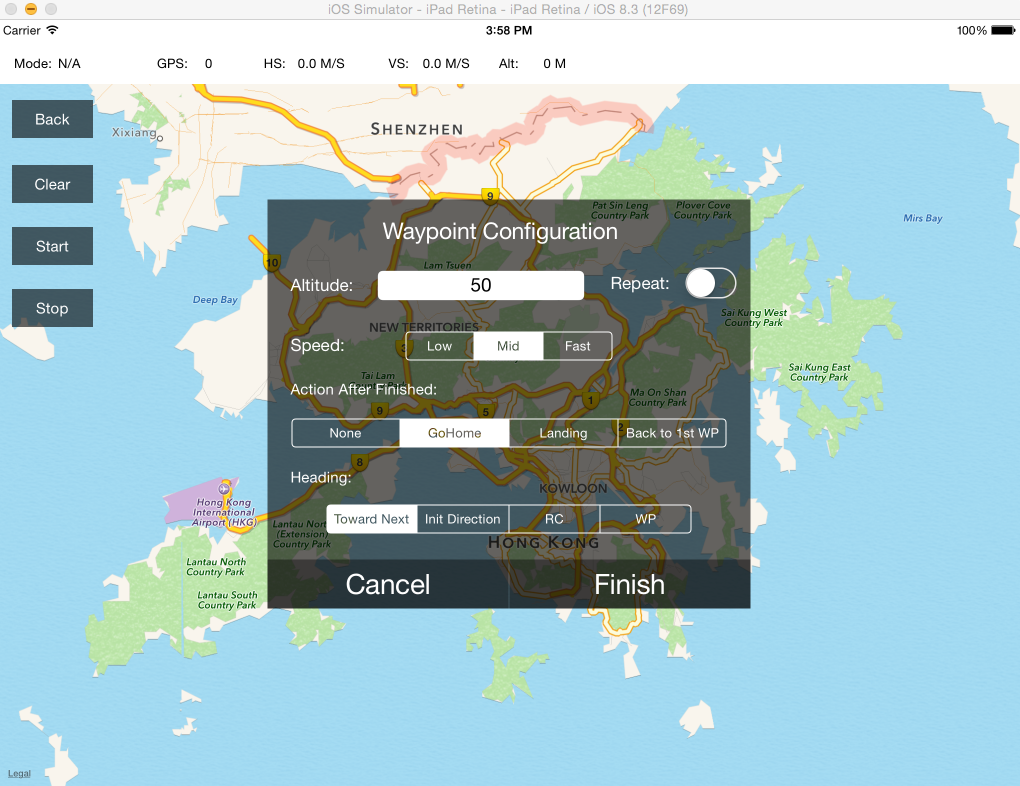 iOS Simulator - iPad Retina - iPad Retina / iOS 8.3 (12F69)
Carrier 3:58 PM 100%
Mode: N/A GPS: 0 HS: 0.0 M/S VS: 0.0 M/S Alt: 0 M
Back
Clear
Start
Stop
Xixiang
SHENZHEN
9
Pat Sin Leng
Country Park
Plover Cove
Country Park
Mirs Bay
Waypoint Configuration
10
Lam Tsuen
Altitude: 50 Repeat:
Deep Bay
Sai Kung West
Country Park
NEW TERRITORIES
Speed: Low Mid Fast
Tai Lam
Country Park
Sai Kung East
Country Park
Action After Finished:
Ma On Shan
Country Park
9
5
1
None GoHome Landing Back to 1st WP
2
8
Heading:
KOWLOON
Hong Kong
International
Airport (HKG)
Toward Next Init Direction RC WP
Lantau North
(Extension)
Country Park
HONG KONG
Lantau North
Country Park
Cancel Finish
Lantau South
Country Park
Legal